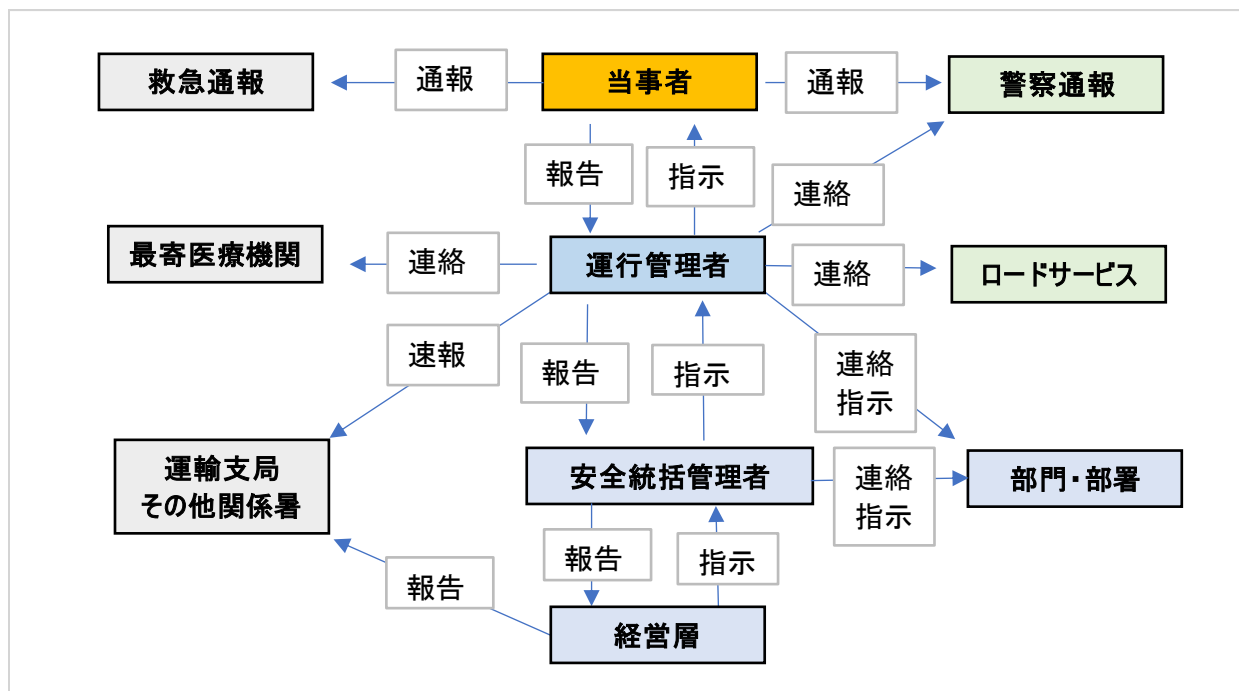 救急通報
通報
当事者
通報
警察通報
報告
指示
連絡
最寄医療機関
連絡
運行管理者
連絡
ロードサービス
速報
報告
指示
連絡
指示
運輸支局
その他関係暑
安全統括管理者
連絡
指示
部門・部署
報告
指示
報告
経営層